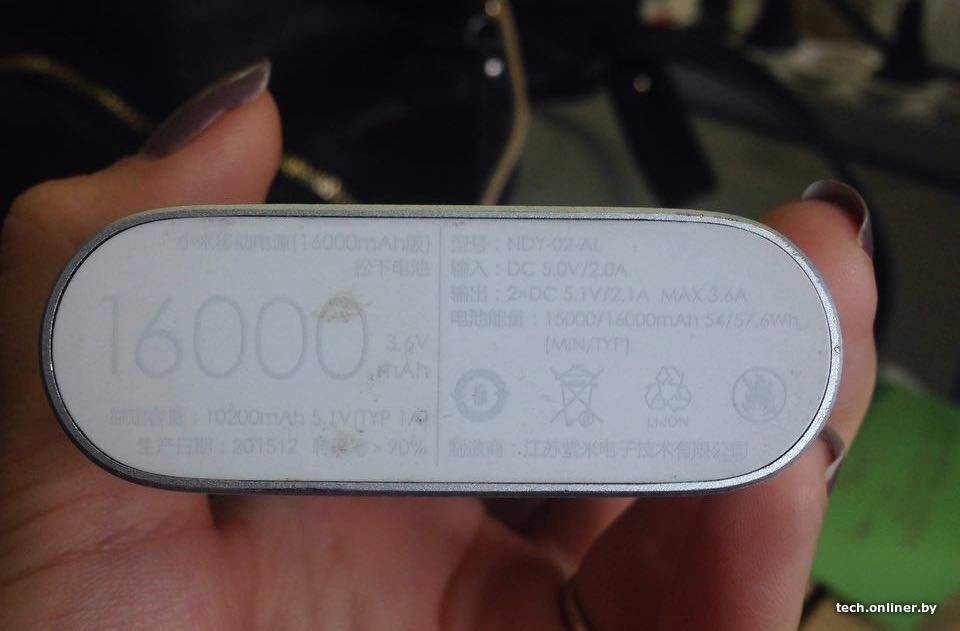 小米移动电源(16000mAh版)
松下电池
16000 3.6V mAh
额定容量：10200mAh 5.1V(TYP 1A)
生产日期：201512 转换率>90%
型号：NDY-02-AL
输入：DC 5.0V/2.0A
输出：2×DC 5.1V/2.1A MAX 3.6A
电池能量：15000/16000mAh 54/57.6Wh
(MIN/TYP)
LI-ION
制造商：江苏紫米电子技术有限公司
tech.onliner.by